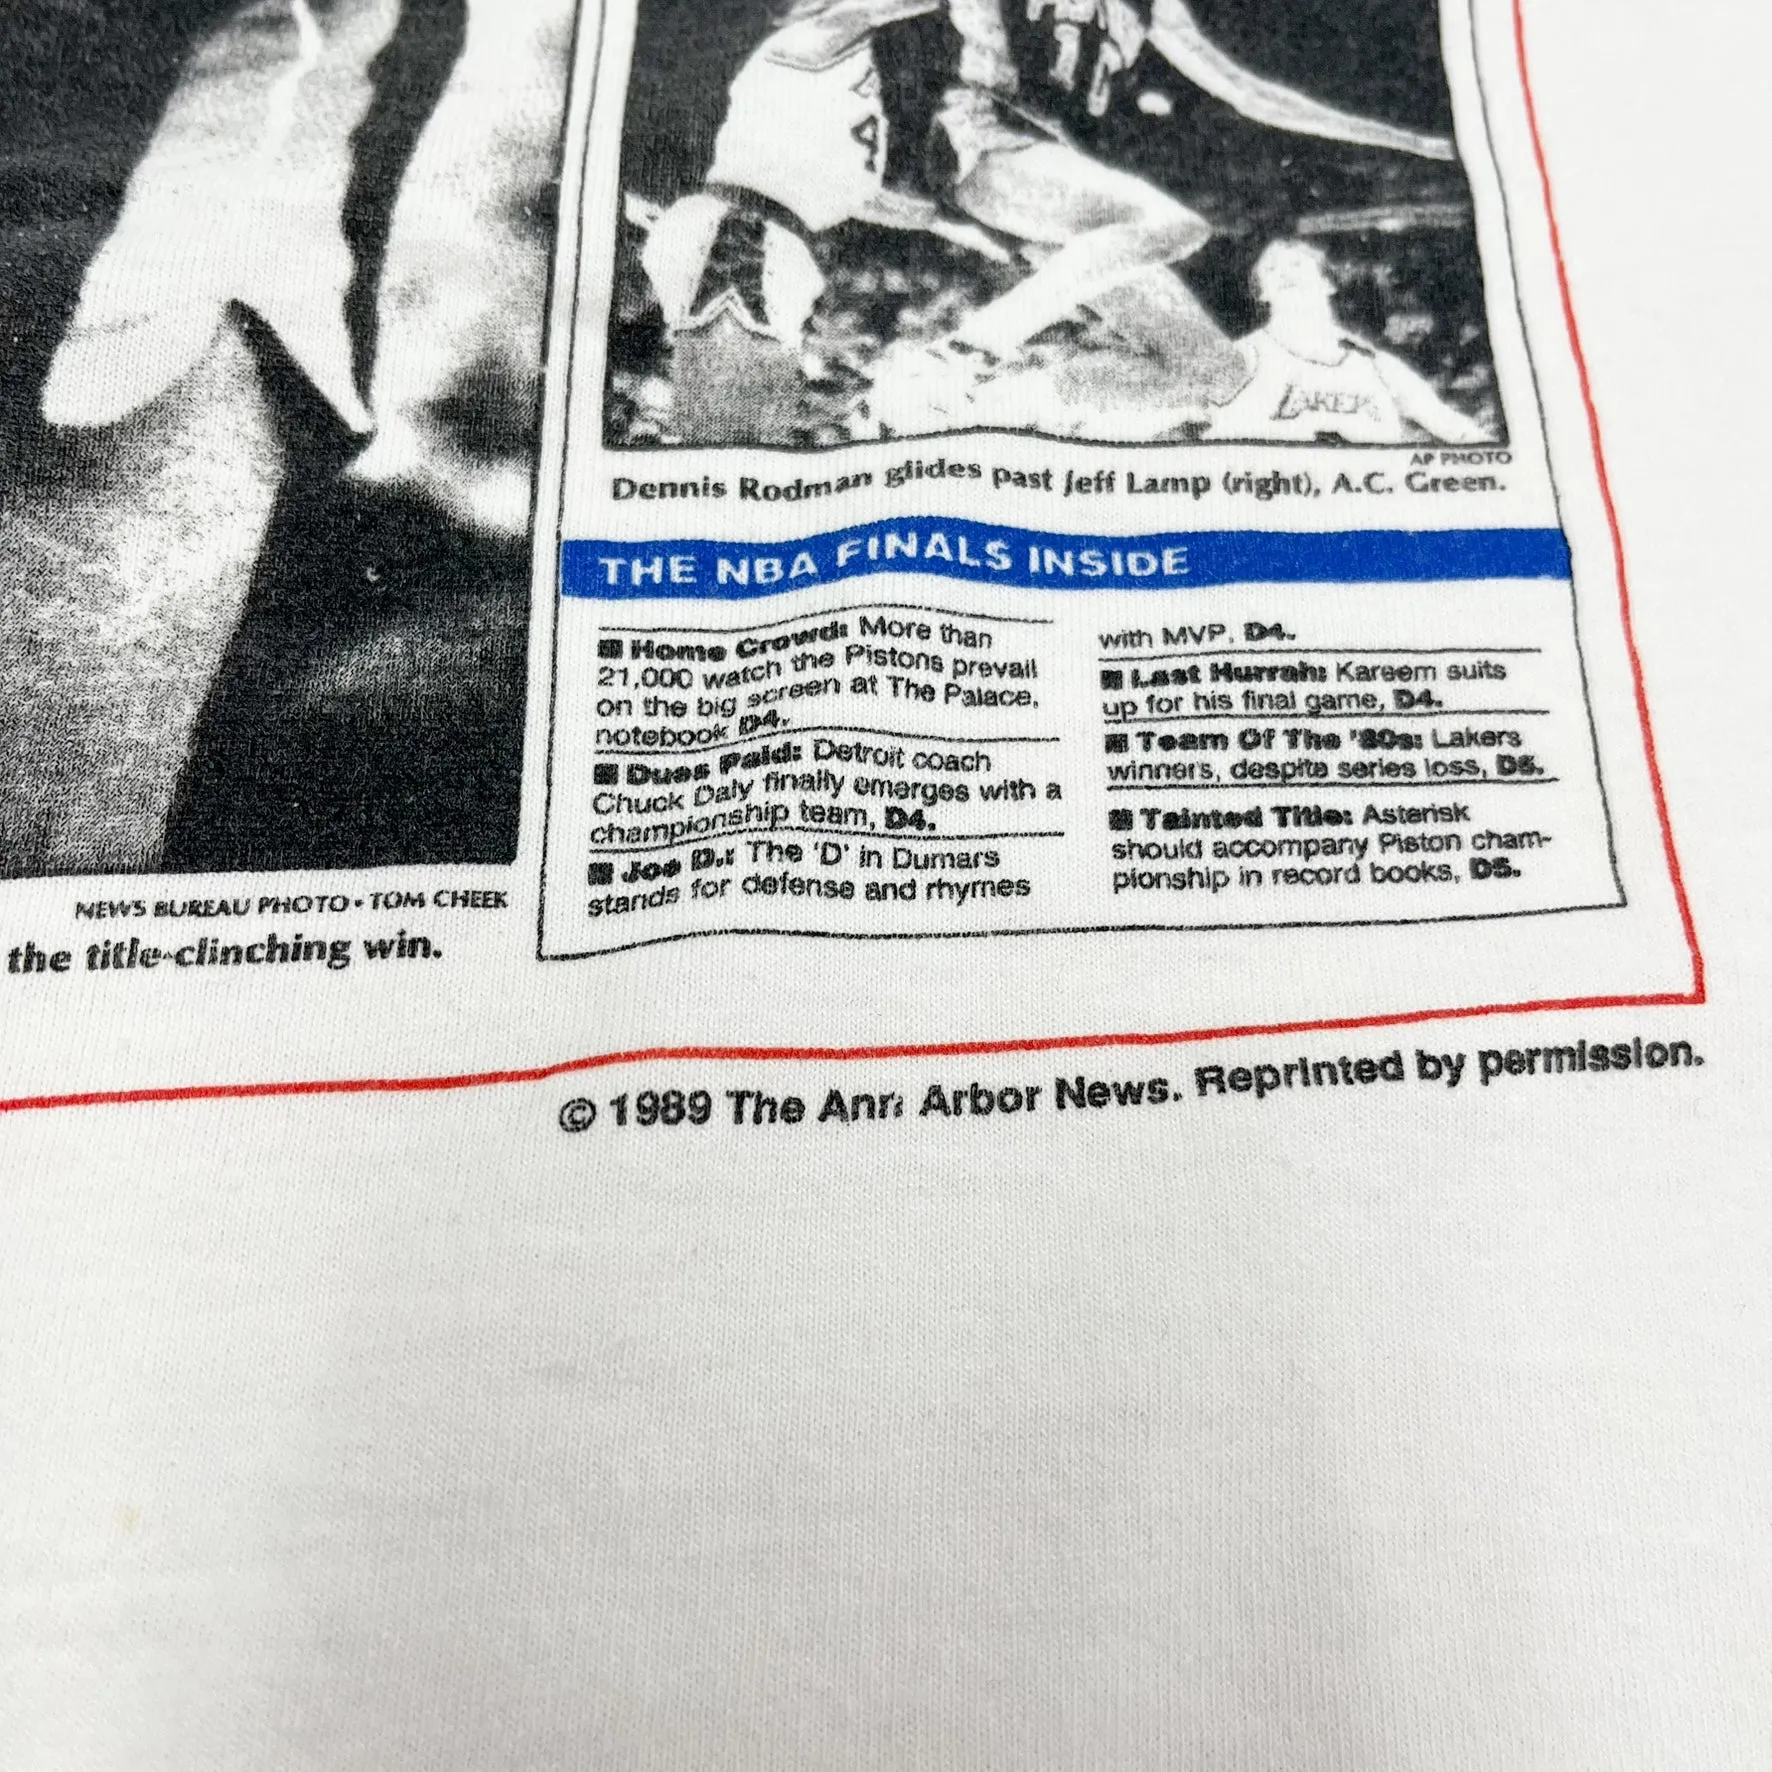 4
LAKERS
AP PHOTO
Dennis Rodman glides past Jeff Lamp (right), A.C. Green.
THE NBA FINALS INSIDE
■ Home Crowd: More than
21,000 watch the Pistons prevail
on the big screen at The Palace,
notebook D4.
■ Dues Paid: Detroit coach
Chuck Daly finally emerges with a
championship team, D4.
■ Joe D.: The 'D' in Dumars
stands for defense and rhymes
with MVP, D4.
■ Last Hurrah: Kareem suits
up for his final game, D4.
■ Team Of The '80s: Lakers
winners, despite series loss, D5.
■ Tainted Title: Asterisk
should accompany Piston cham-
pionship in record books, D5.
NEWS BUREAU PHOTO • TOM CHEEK
the title-clinching win.
© 1989 The Ann Arbor News. Reprinted by permission.